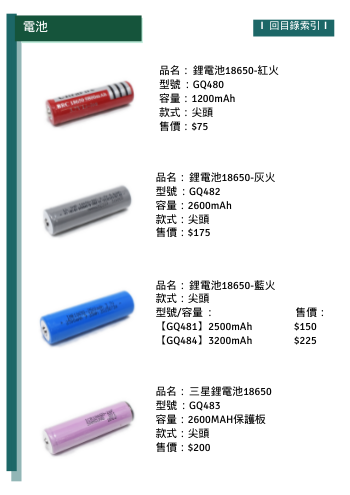 電池
I 回目錄索引 I
品名： 鋰電池18650-紅火
型號 ：GQ480
容量：1200mAh
款式：尖頭
售價：$75
品名： 鋰電池18650-灰火
型號 ：GQ482
容量：2600mAh
款式：尖頭
售價：$175
品名： 鋰電池18650-藍火
款式：尖頭
型號/容量 ： 售價：
【GQ481】2500mAh $150
【GQ484】3200mAh $225
品名： 三星鋰電池18650
型號 ：GQ483
容量：2600MAH保護板
款式：尖頭
售價：$200